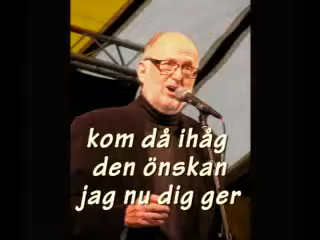 kom då ihåg
den önskan
jag nu dig ger